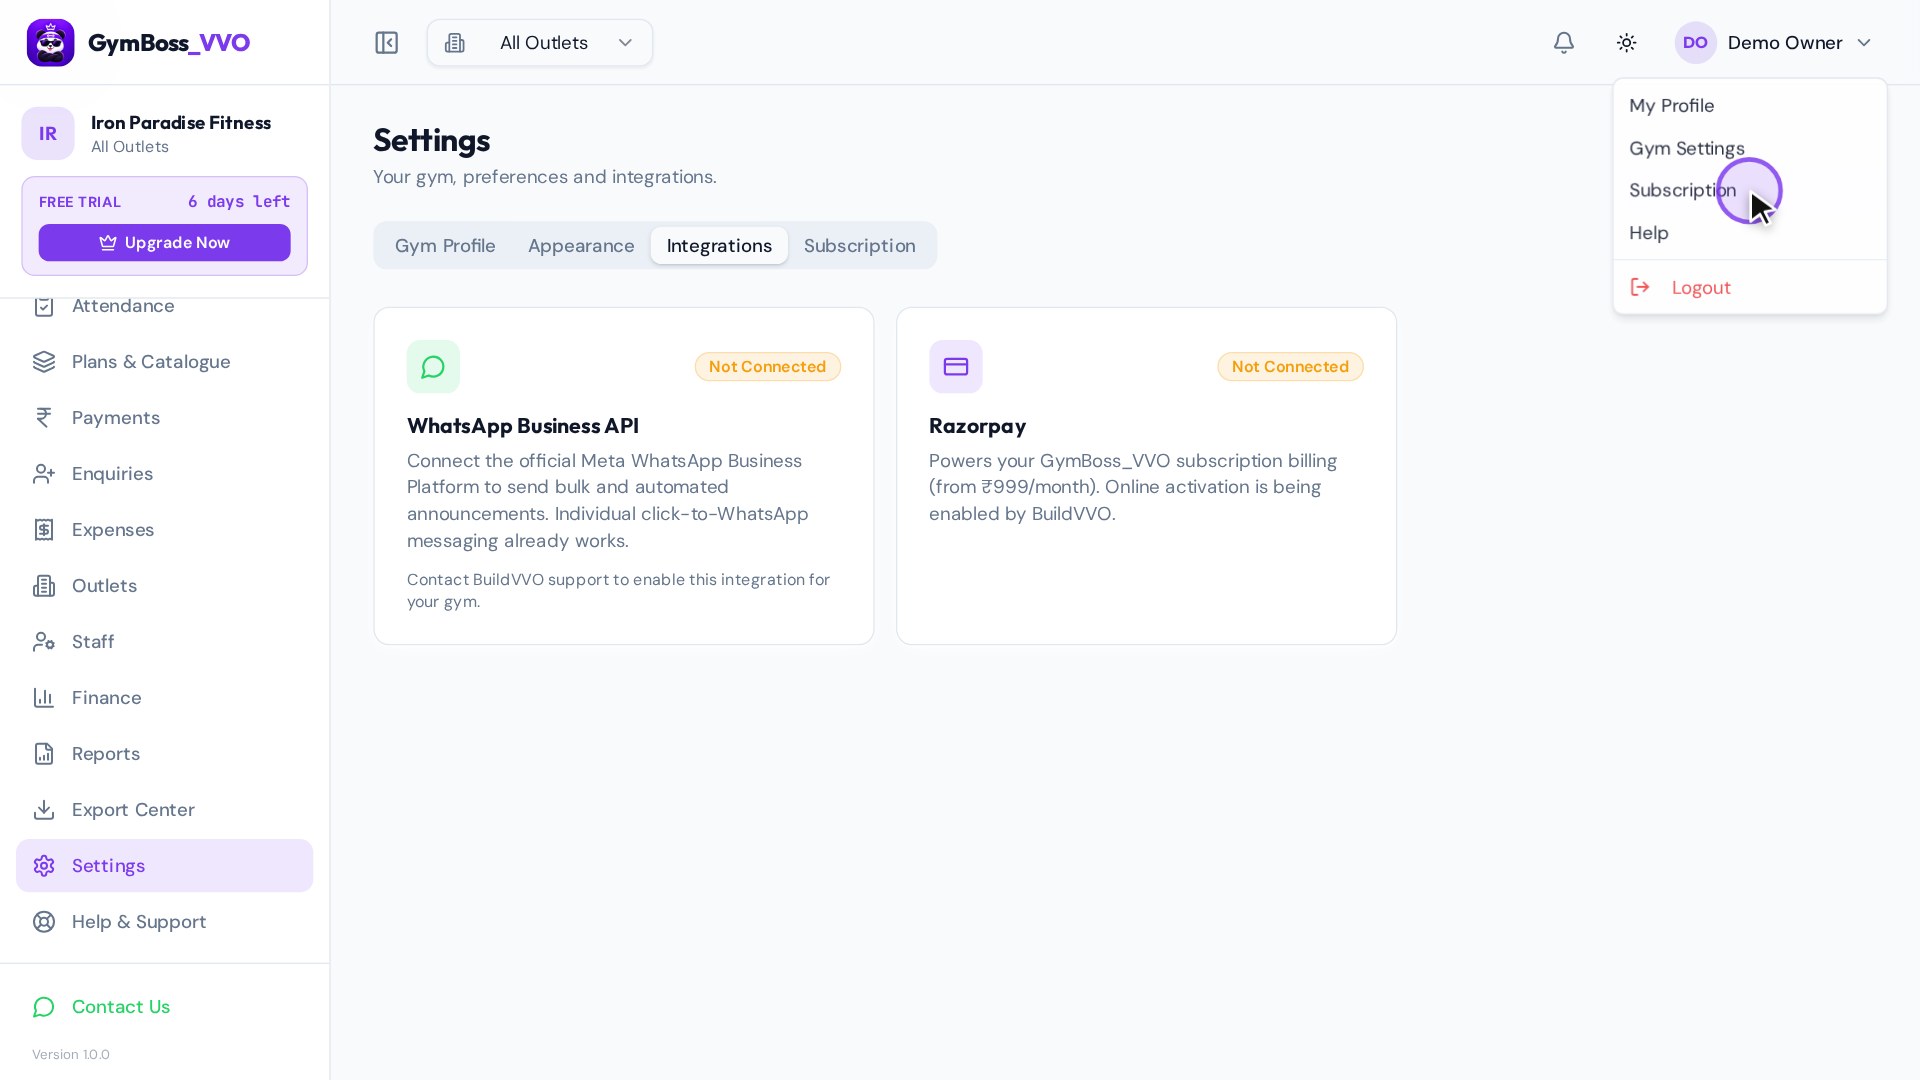 GymBoss_VVO
All Outlets
DO
Demo Owner
IR
Iron Paradise Fitness
All Outlets
FREE TRIAL
6 days left
Upgrade Now
Attendance
Plans & Catalogue
Payments
Enquiries
Expenses
Outlets
Staff
Finance
Reports
Export Center
Settings
Help & Support
Contact Us
Version 1.0.0
Settings
Your gym, preferences and integrations.
Gym Profile
Appearance
Integrations
Subscription
Not Connected
WhatsApp Business API
Connect the official Meta WhatsApp Business
Platform to send bulk and automated
announcements. Individual click-to-WhatsApp
messaging already works.
Contact BuildVVO support to enable this integration for
your gym.
Not Connected
Razorpay
Powers your GymBoss_VVO subscription billing
(from ₹999/month). Online activation is being
enabled by BuildVVO.
My Profile
Gym Settings
Subscription
Help
Logout